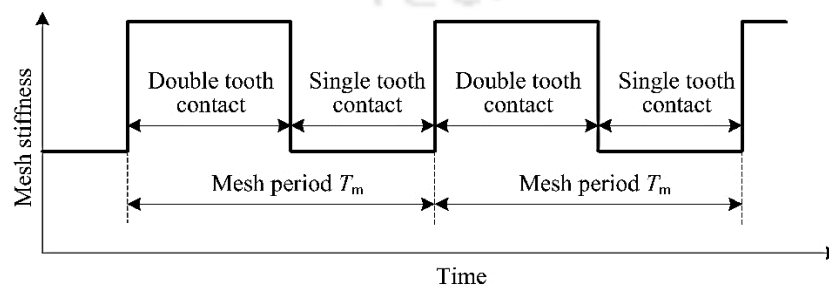 Mesh stiffness
Double tooth
contact
Single tooth
contact
Double tooth
contact
Single tooth
contact
Mesh period Tm
Mesh period Tm
Time